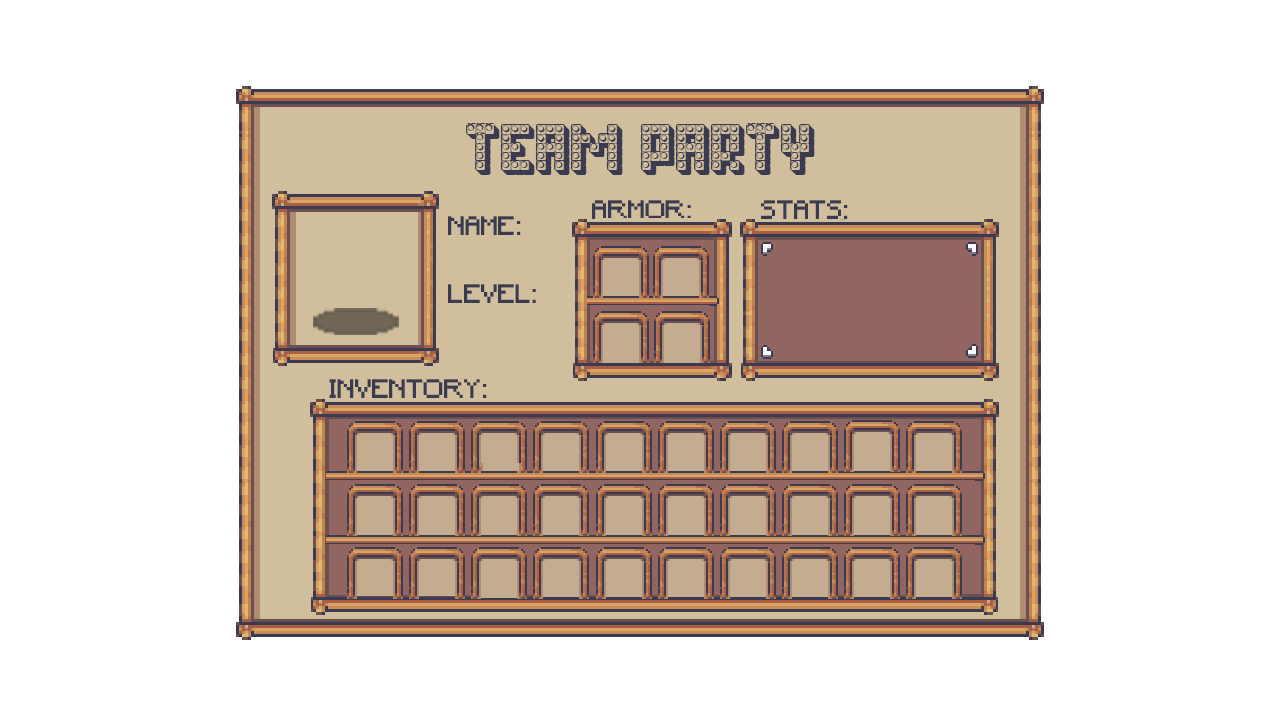 TEAM PARTY
NAME:
LEVEL:
ARMOR:
STATS:
INVENTORY: